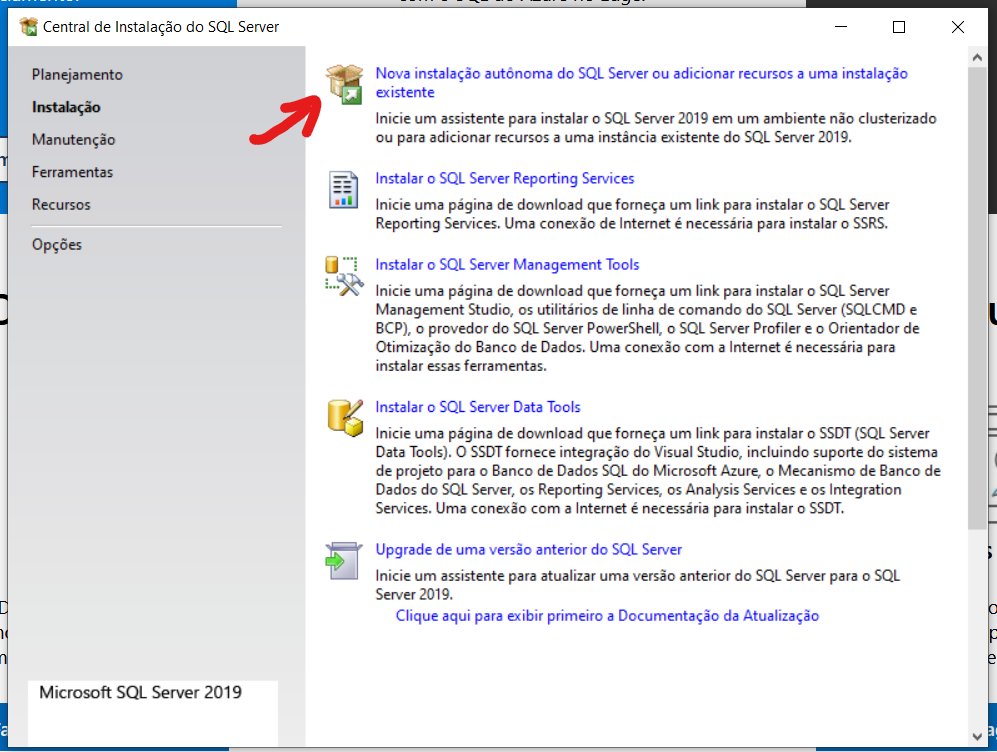 com o SQL do Azure no Edge.
Central de Instalação do SQL Server
Planejamento
Instalação
Manutenção
Ferramentas
Recursos
Opções
Nova instalação autônoma do SQL Server ou adicionar recursos a uma instalação
existente
Inicie um assistente para instalar o SQL Server 2019 em um ambiente não clusterizado
ou para adicionar recursos a uma instância existente do SQL Server 2019.
Instalar o SQL Server Reporting Services
Inicie uma página de download que forneça um link para instalar o SQL Server
Reporting Services. Uma conexão de Internet é necessária para instalar o SSRS.
Instalar o SQL Server Management Tools
Inicie uma página de download que forneça um link para instalar o SQL Server
Management Studio, os utilitários de linha de comando do SQL Server (SQLCMD e
BCP), o provedor do SQL Server PowerShell, o SQL Server Profiler e o Orientador de
Otimização do Banco de Dados. Uma conexão com a Internet é necessária para
instalar essas ferramentas.
Instalar o SQL Server Data Tools
Inicie uma página de download que forneça um link para instalar o SSDT (SQL Server
Data Tools). O SSDT fornece integração do Visual Studio, incluindo suporte do sistema
de projeto para o Banco de Dados SQL do Microsoft Azure, o Mecanismo de Banco de
Dados do SQL Server, os Reporting Services, os Analysis Services e os Integration
Services. Uma conexão com a Internet é necessária para instalar o SSDT.
Upgrade de uma versão anterior do SQL Server
Inicie um assistente para atualizar uma versão anterior do SQL Server para o SQL
Server 2019.
Clique aqui para exibir primeiro a Documentação da Atualização
Microsoft SQL Server 2019